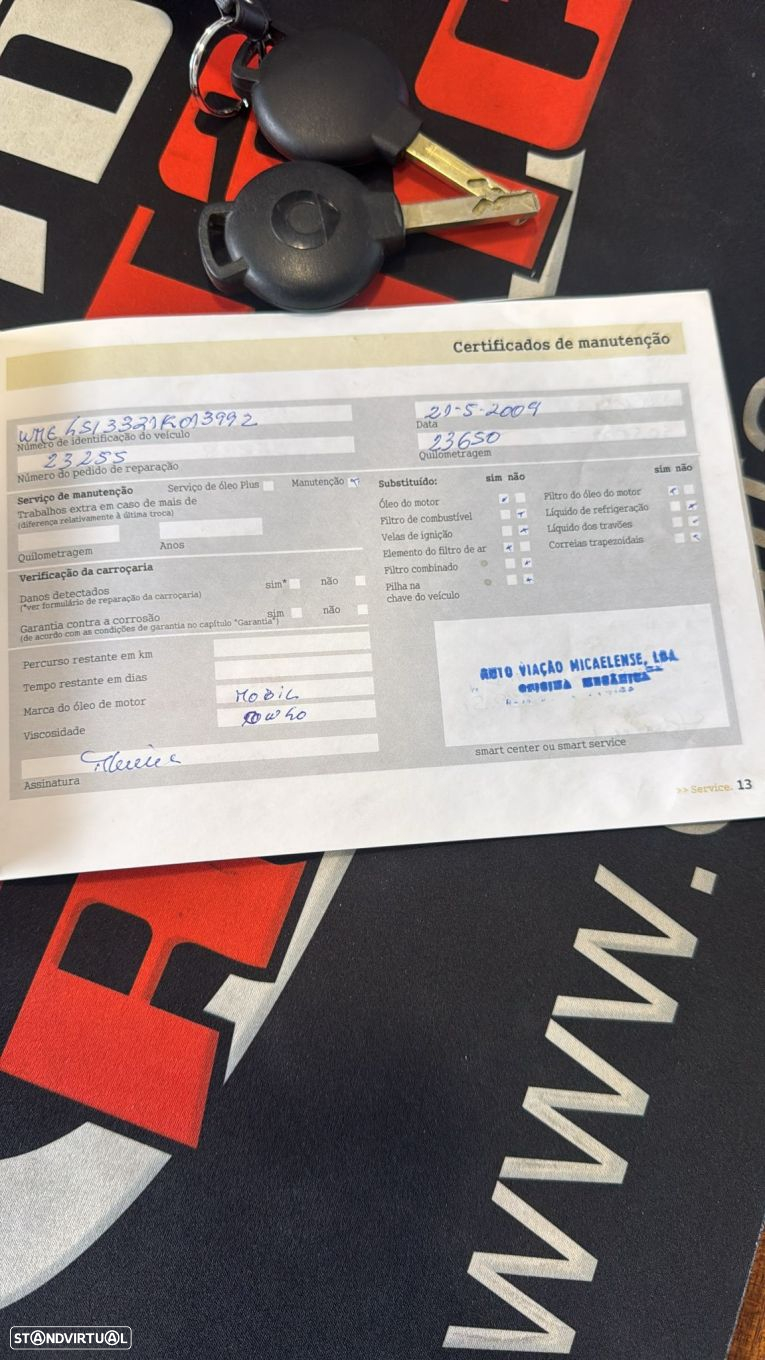 Certificados de manutenção
WME4513321K013992
Número de identificação do veículo
21-5-2009
Data
23255
Número do pedido de reparação
23650
Quilometragem
Serviço de manutenção
Serviço de óleo Plus
Manutenção
Trabalhos extra em caso de mais de
(diferença relativamente à última troca)
Quilometragem
Anos
Verificação da carroçaria
Danos detectados
sim*
não
(*ver formulário de reparação da carroçaria)
Garantia contra a corrosão
sim
não
(de acordo com as condições de garantia no capítulo "Garantia")
Percurso restante em km
Tempo restante em dias
Marca do óleo de motor
MOBIL
Viscosidade
10W40
Assinatura
Substituído:
sim não
sim não
Óleo do motor
Filtro de combustível
Velas de ignição
Elemento do filtro de ar
Filtro combinado
Pilha na
chave do veículo
Filtro do óleo do motor
Líquido de refrigeração
Líquido dos travões
Correias trapezoidais
AUTO VIAÇÃO MICAELENSE, LDA
OFICINA MECÂNICA
smart center ou smart service
>> Service. 13
www.
STANDVIRTUAL